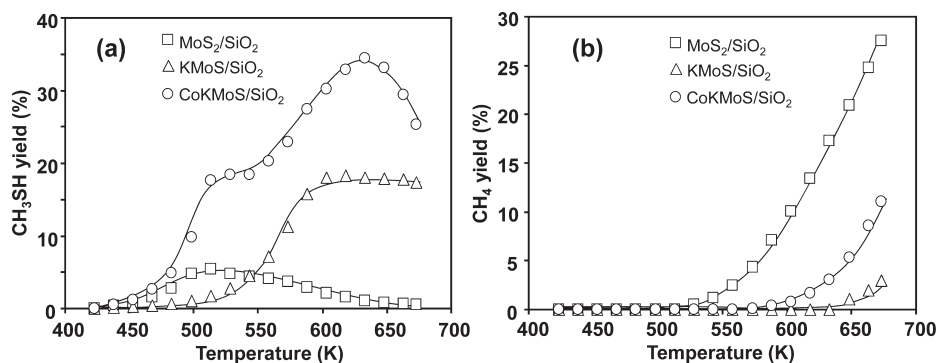 (a)
MoS₂/SiO₂
KMoS/SiO₂
CoKMoS/SiO₂
CH₃SH yield (%)
40
30
20
10
0
400 450 500 550 600 650 700
Temperature (K)
(b)
MoS₂/SiO₂
KMoS/SiO₂
CoKMoS/SiO₂
CH₄ yield (%)
30
25
20
15
10
5
0
400 450 500 550 600 650 700
Temperature (K)